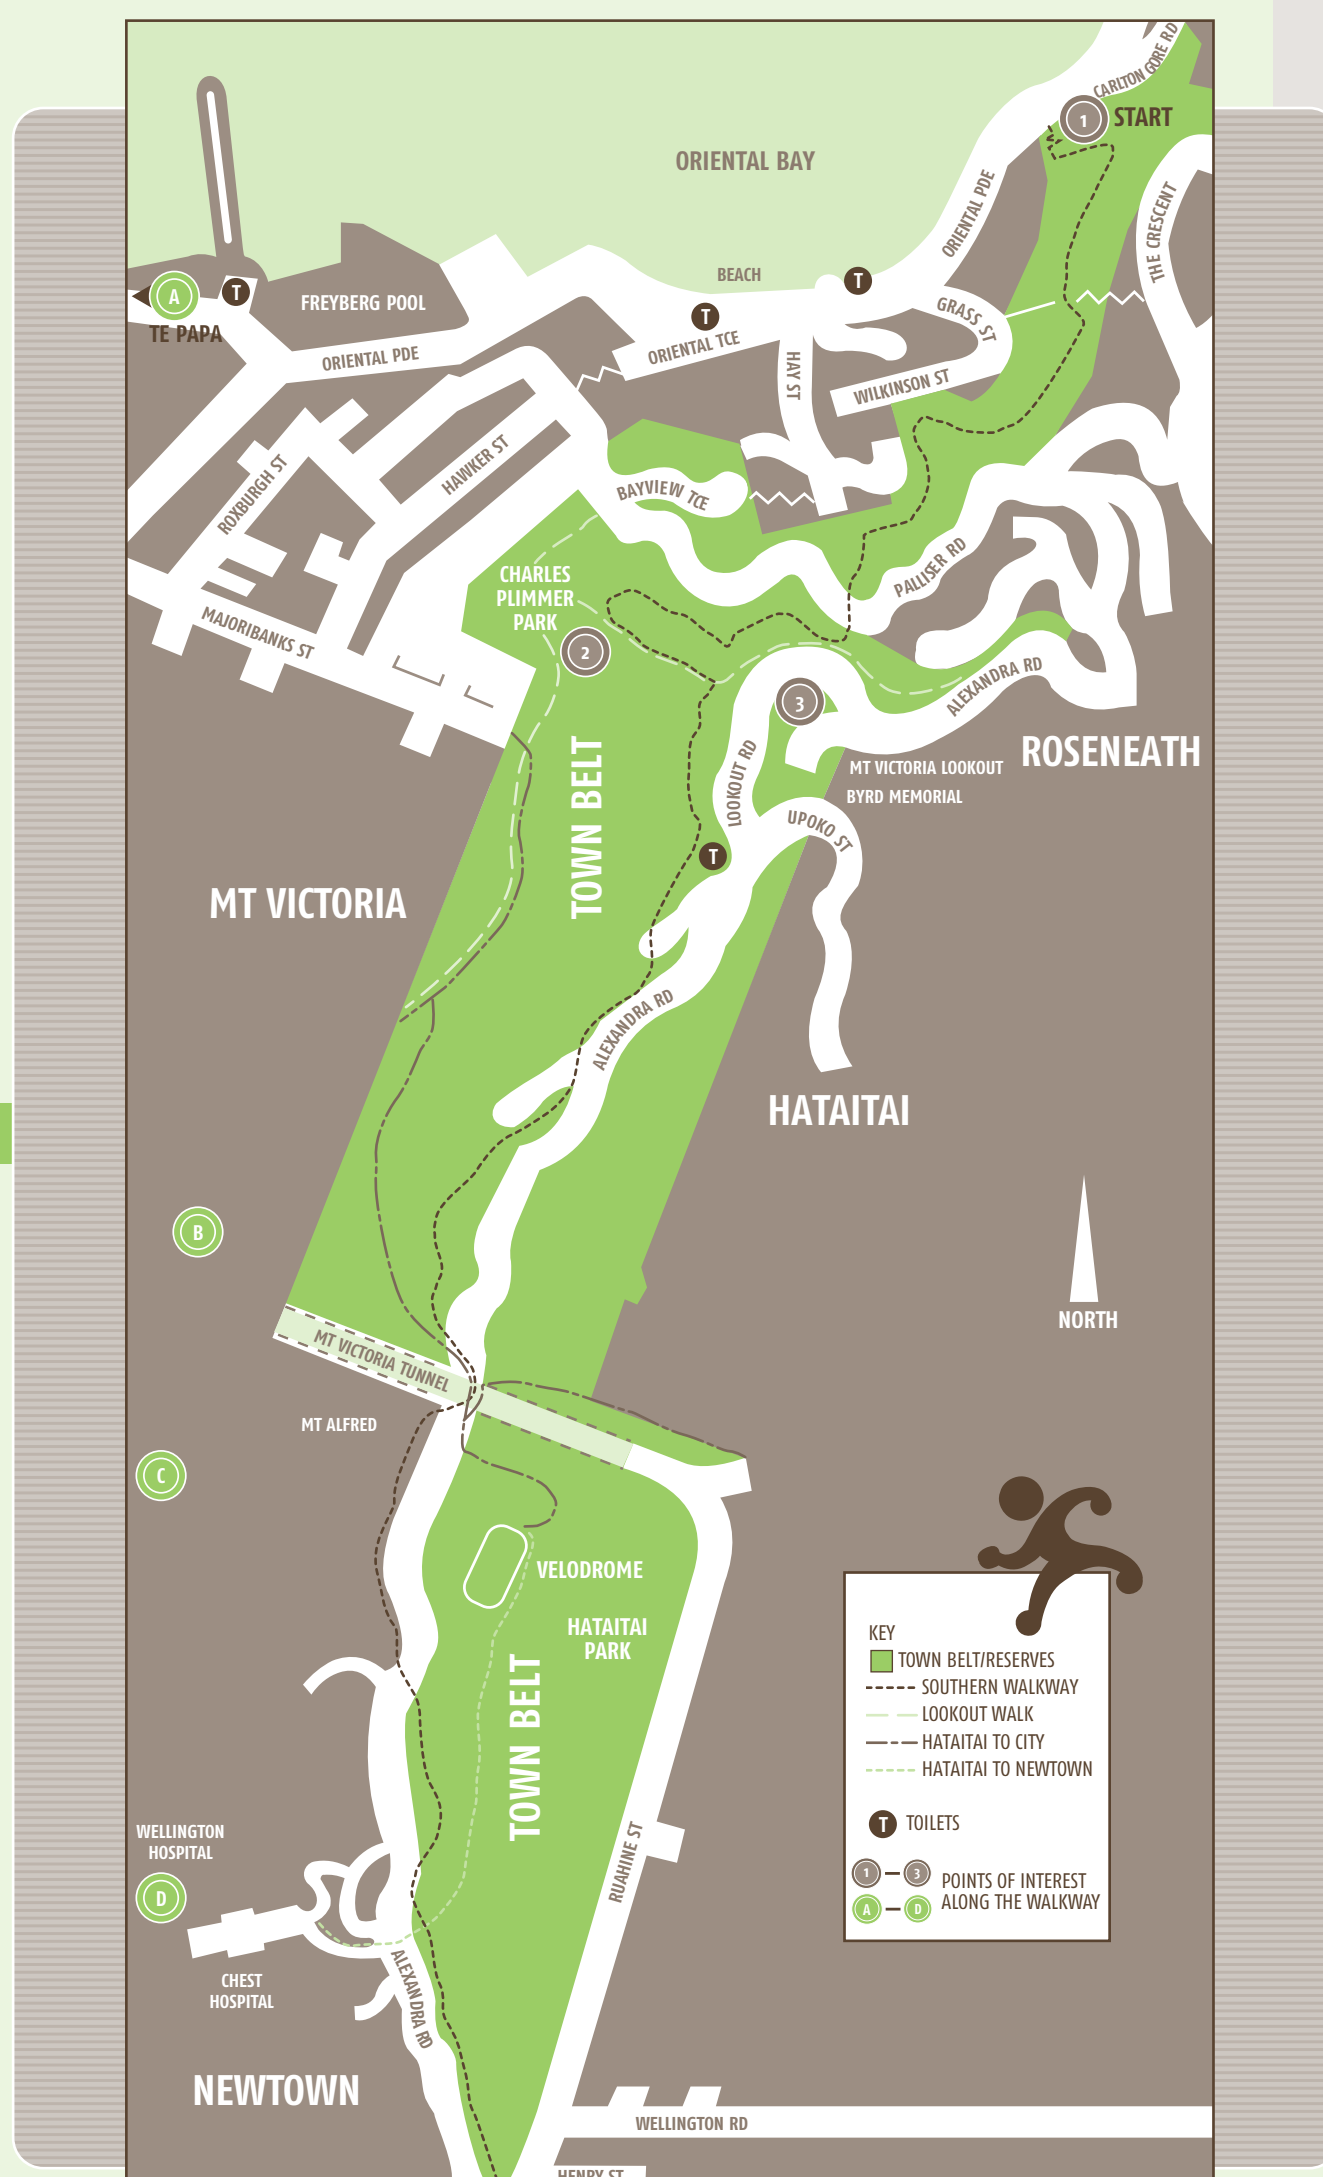 CARLTON GORE RD
1
START
ORIENTAL BAY
ORIENTAL PDE
THE CRESCENT
BEACH
A
T
T
T
TE PAPA
FREYBERG POOL
GRASS ST
ORIENTAL PDE
ORIENTAL TCE
HAY ST
WILKINSON ST
HAWKER ST
ROXBURGH ST
BAYVIEW TCE
PALLISER RD
CHARLES
PLIMMER
PARK
MAJORIBANKS ST
2
3
ALEXANDRA RD
ROSENEATH
MT VICTORIA LOOKOUT
BYRD MEMORIAL
LOOKOUT RD
UPOKO ST
TOWN BELT
T
MT VICTORIA
ALEXANDRA RD
HATAITAI
B
NORTH
MT VICTORIA TUNNEL
MT ALFRED
C
VELODROME
HATAITAI
PARK
TOWN BELT
KEY
TOWN BELT/RESERVES
SOUTHERN WALKWAY
LOOKOUT WALK
HATAITAI TO CITY
HATAITAI TO NEWTOWN
T TOILETS
1 – 3 POINTS OF INTEREST
A – D ALONG THE WALKWAY
WELLINGTON
HOSPITAL
D
RUAHINE ST
CHEST
HOSPITAL
ALEXANDRA RD
NEWTOWN
WELLINGTON RD
HENRY ST